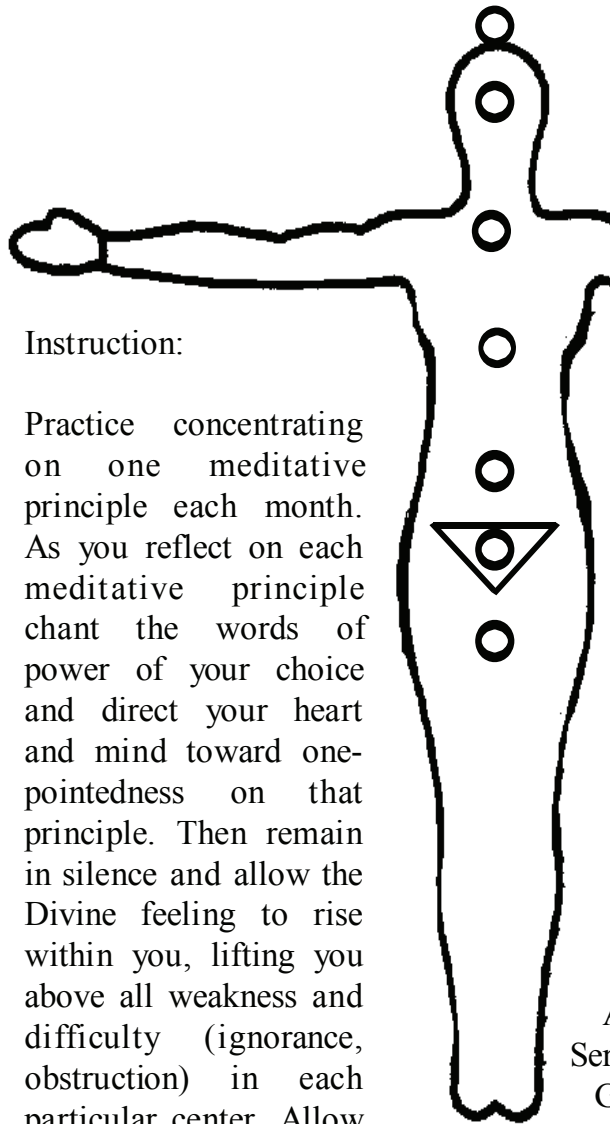 Instruction:
Practice concentrating
on one meditative
principle each month.
As you reflect on each
meditative principle
chant the words of
power of your choice
and direct your heart
and mind toward one-
pointedness on that
principle. Then remain
in silence and allow the
Divine feeling to rise
within you, lifting you
above all weakness and
difficulty (ignorance,
obstruction) in each
particular center. Allow